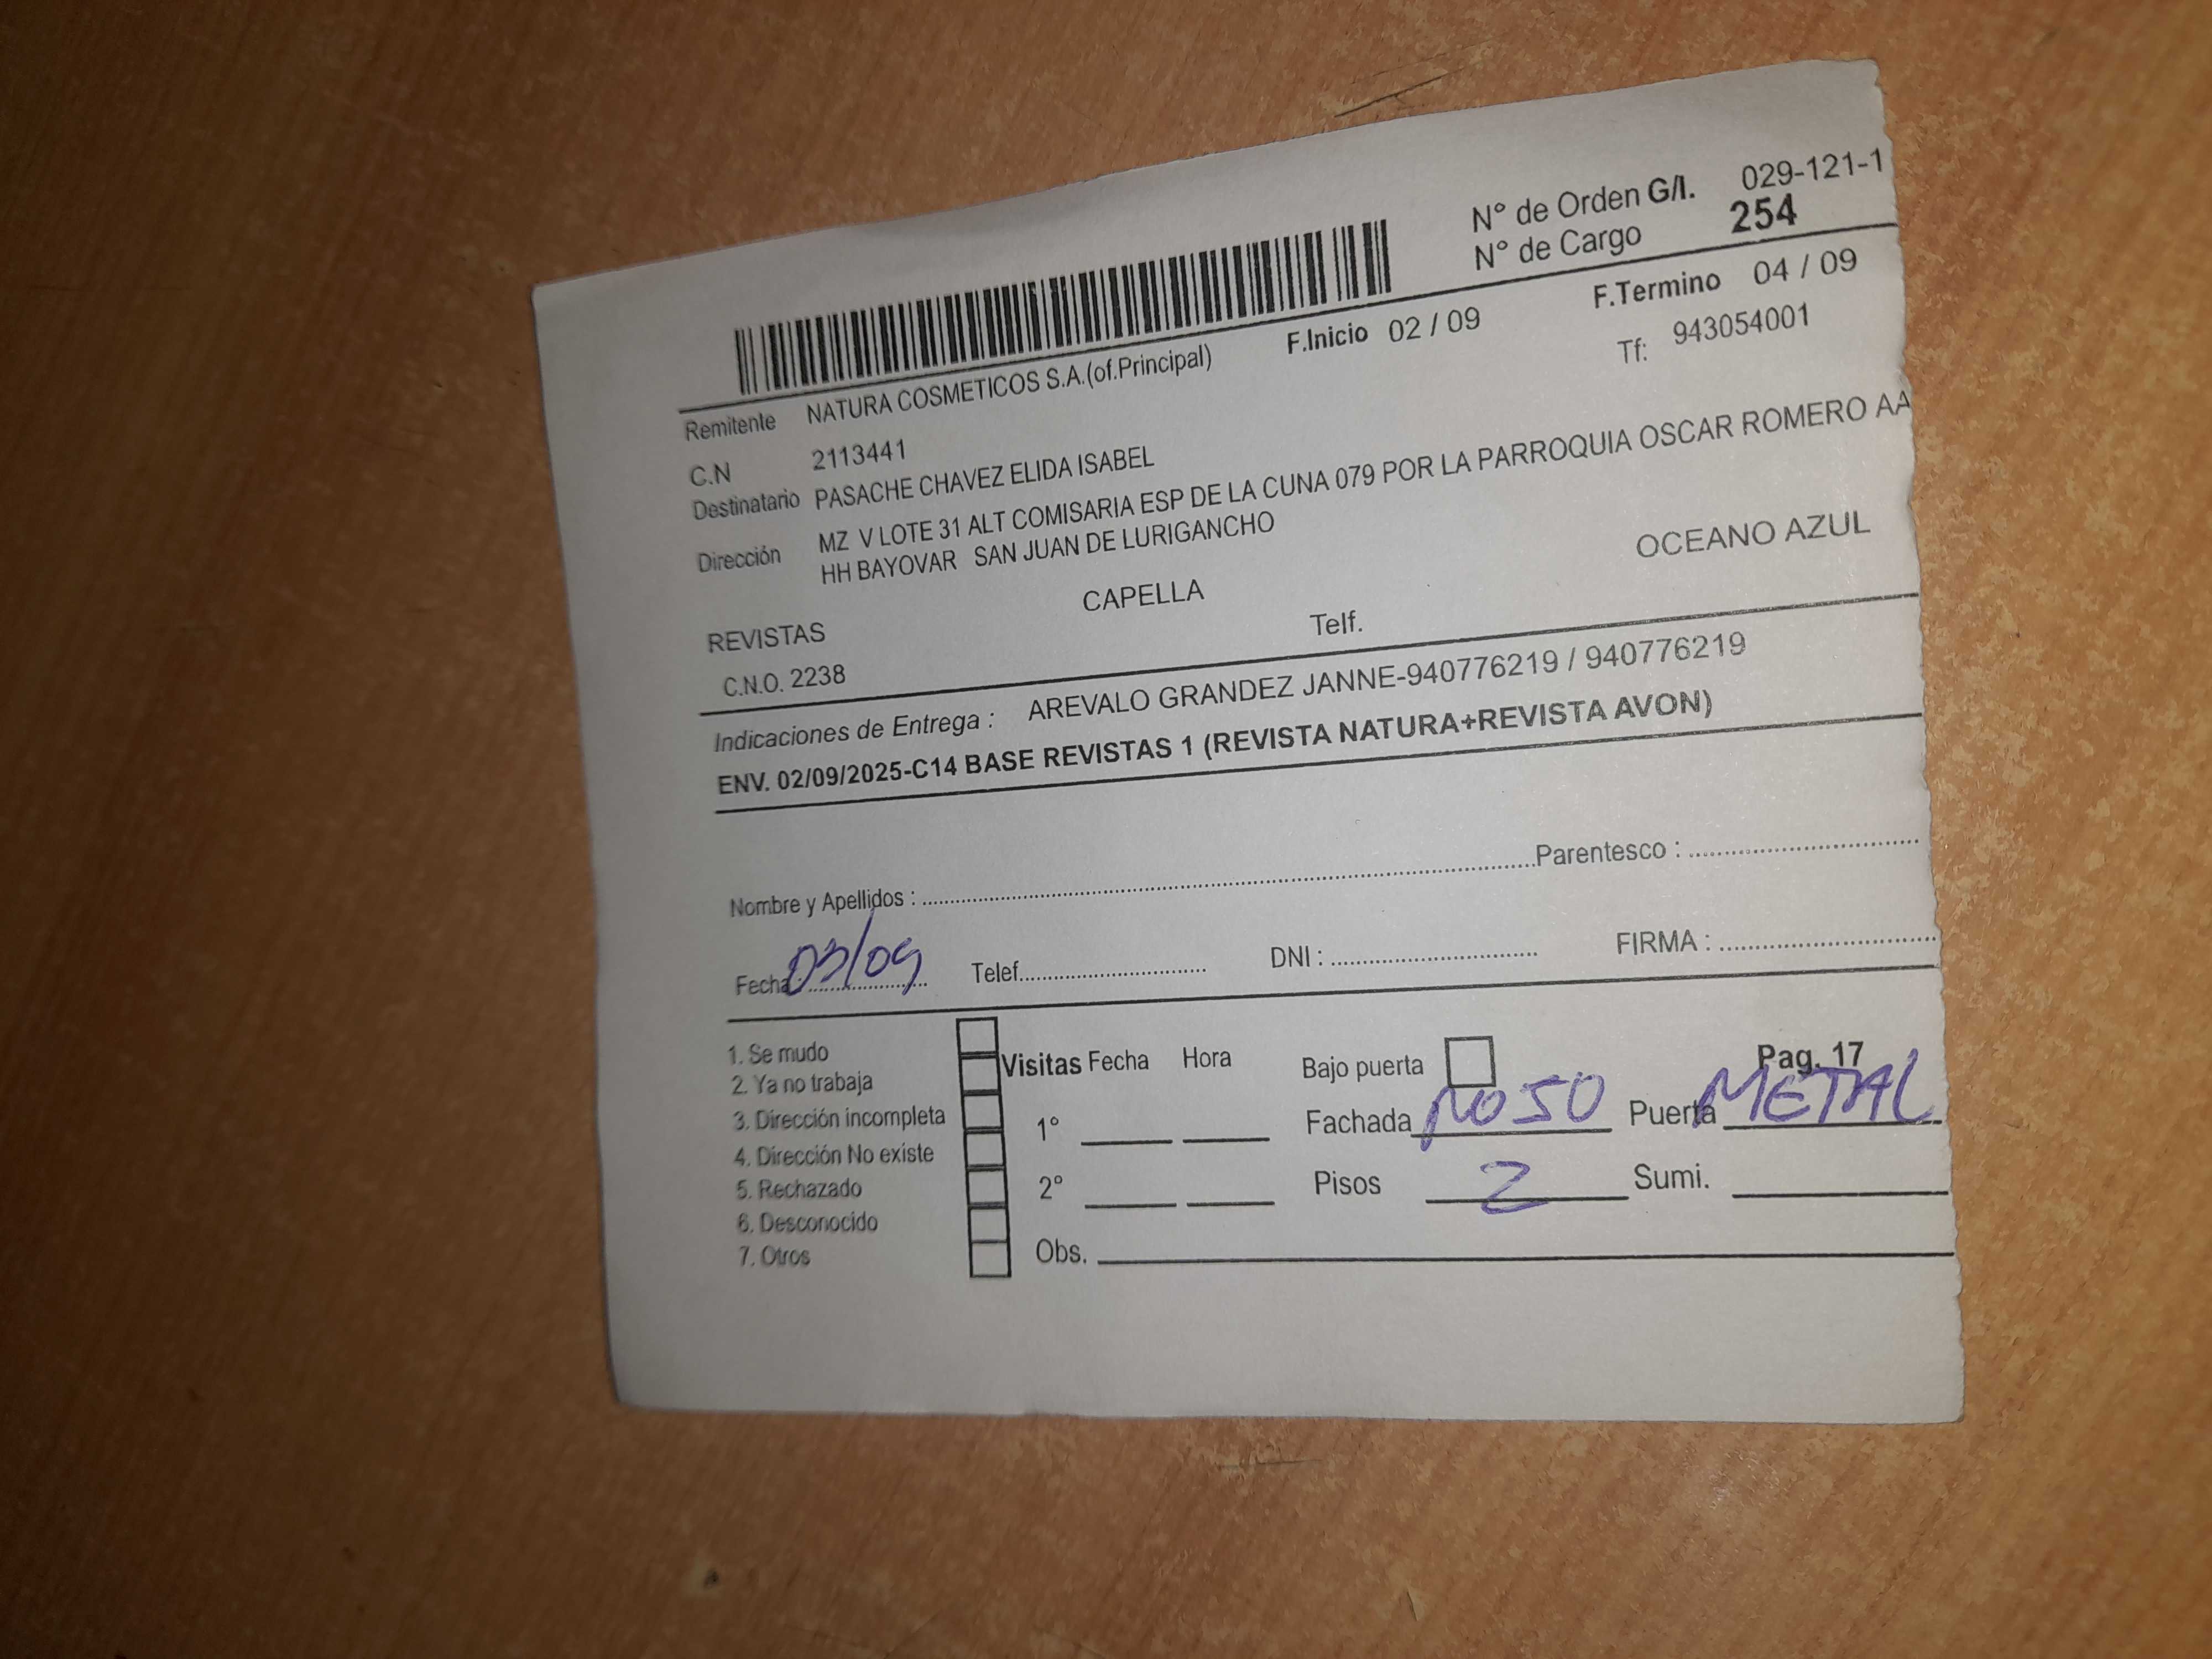 N° de Orden G/I. 029-121-1
N° de Cargo 254
F.Inicio 02 / 09 F.Termino 04 / 09
Remitente NATURA COSMETICOS S.A.(of.Principal) Tf: 943054001
C.N 2113441
Destinatario PASACHE CHAVEZ ELIDA ISABEL
Dirección MZ V LOTE 31 ALT COMISARIA ESP DE LA CUNA 079 POR LA PARROQUIA OSCAR ROMERO AA
HH BAYOVAR SAN JUAN DE LURIGANCHO
REVISTAS CAPELLA OCEANO AZUL
C.N.O. 2238 Telf.
Indicaciones de Entrega : AREVALO GRANDEZ JANNE-940776219 / 940776219
ENV. 02/09/2025-C14 BASE REVISTAS 1 (REVISTA NATURA+REVISTA AVON)
Nombre y Apellidos : Parentesco :
Fecha : 03/09 Telef. DNI : FIRMA :
1. Se mudo
2. Ya no trabaja
3. Dirección incompleta
4. Dirección No existe
5. Rechazado
6. Desconocido
7. Otros
Visitas Fecha Hora
1°
2°
Obs.
Bajo puerta Pag. 17
Fachada Puerta METAL
Pisos 2 Sumi.